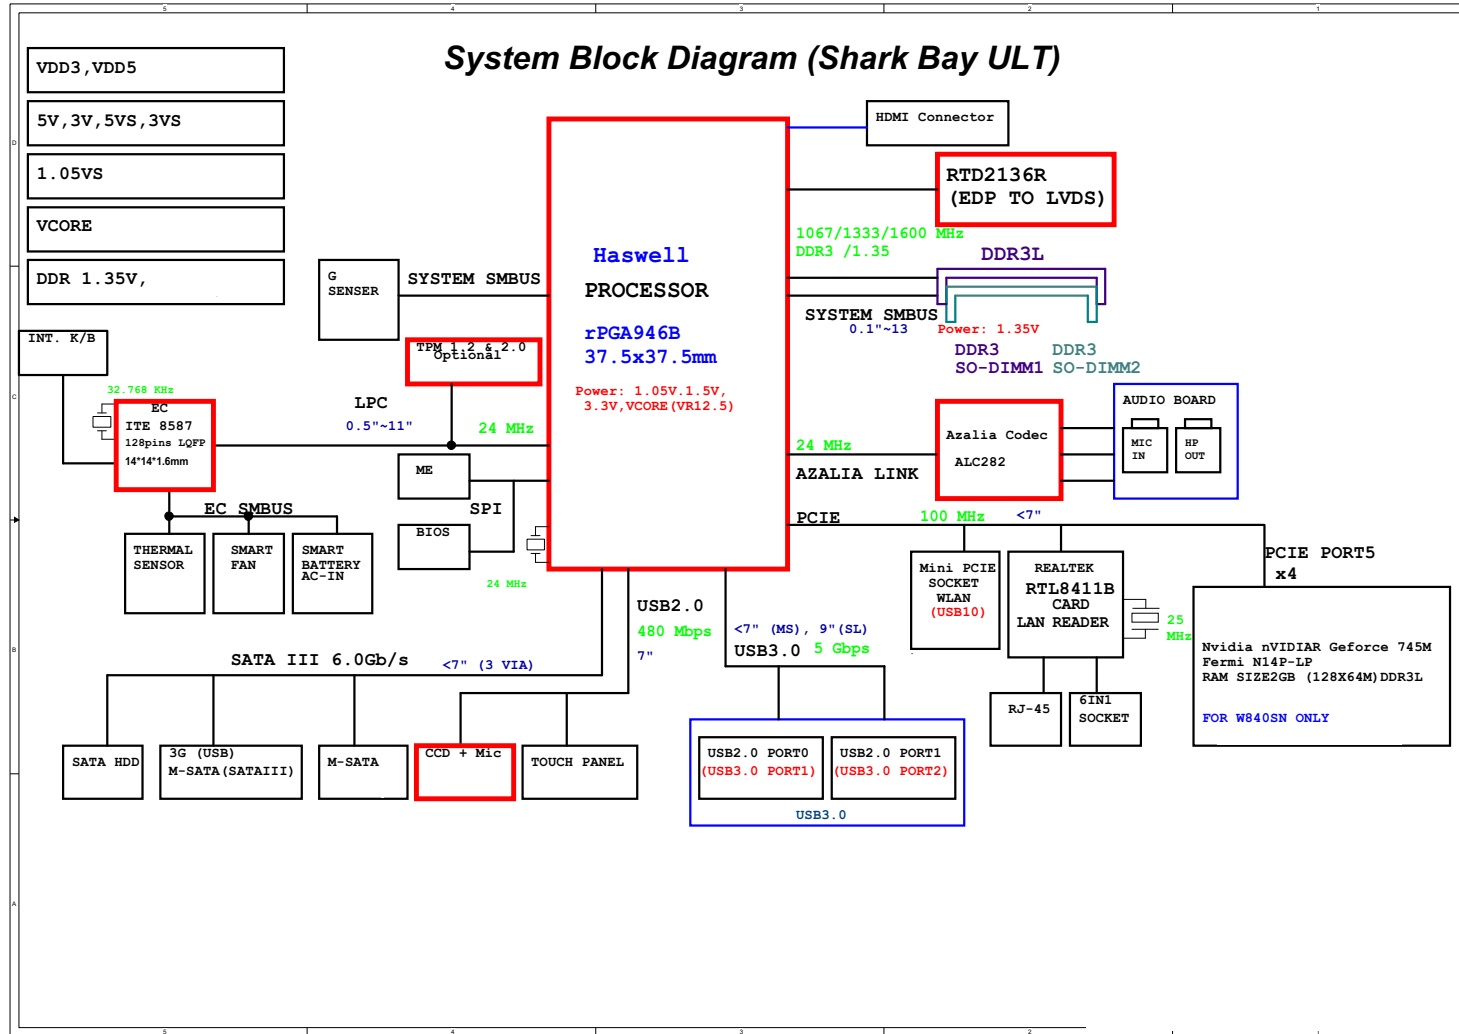 5
4
3
2
1
System Block Diagram (Shark Bay ULT)
VDD3,VDD5
5V,3V,5VS,3VS
1.05VS
VCORE
DDR 1.35V,
D
C
B
A
HDMI Connector
RTD2136R
(EDP TO LVDS)
1067/1333/1600 MHz
DDR3 /1.35
DDR3L
SYSTEM SMBUS
0.1"~13
Power: 1.35V
DDR3
SO-DIMM1
DDR3
SO-DIMM2
Haswell
PROCESSOR
rPGA946B
37.5x37.5mm
Power: 1.05V.1.5V,
3.3V,VCORE(VR12.5)
G
SENSER
SYSTEM SMBUS
TPM 1.2 & 2.0
Optional
INT. K/B
32.768 KHz
EC
ITE 8587
128pins LQFP
14*14*1.6mm
LPC
0.5"~11"
24 MHz
ME
SPI
BIOS
24 MHz
EC SMBUS
THERMAL
SENSOR
SMART
FAN
SMART
BATTERY
AC-IN
24 MHz
AZALIA LINK
Azalia Codec
ALC282
AUDIO BOARD
MIC
IN
HP
OUT
PCIE
100 MHz
<7"
Mini PCIE
SOCKET
WLAN
(USB10)
REALTEK
RTL8411B
CARD
LAN READER
25
MHz
RJ-45
6IN1
SOCKET
PCIE PORT5
x4
Nvidia nVIDIAR Geforce 745M
Fermi N14P-LP
RAM SIZE2GB (128X64M)DDR3L
FOR W840SN ONLY
USB2.0
480 Mbps
7"
<7" (MS), 9"(SL)
USB3.0
5 Gbps
SATA III 6.0Gb/s
<7" (3 VIA)
SATA HDD
3G (USB)
M-SATA(SATAIII)
M-SATA
CCD + Mic
TOUCH PANEL
USB2.0 PORT0
(USB3.0 PORT1)
USB2.0 PORT1
(USB3.0 PORT2)
USB3.0
5
4
3
2
1